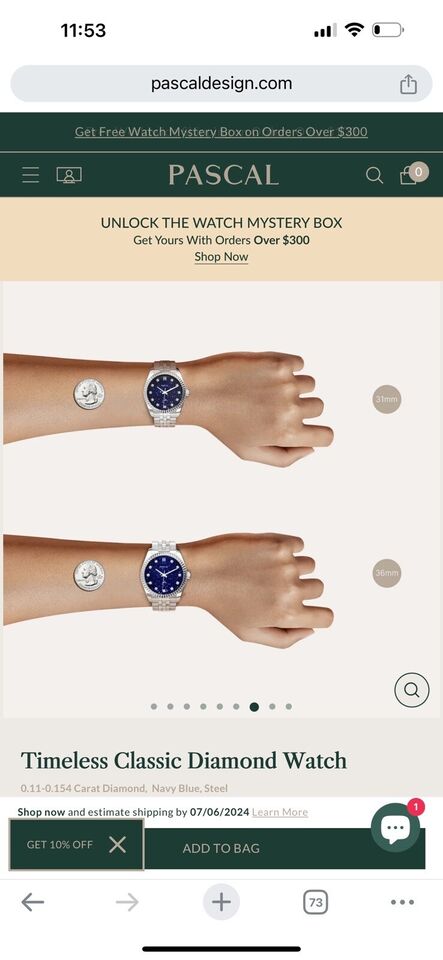 11:53
pascaldesign.com
Get Free Watch Mystery Box on Orders Over $300
PASCAL
0
UNLOCK THE WATCH MYSTERY BOX
Get Yours With Orders Over $300
Shop Now
31mm
36mm
Timeless Classic Diamond Watch
0.11-0.154 Carat Diamond, Navy Blue, Steel
Shop now and estimate shipping by 07/06/2024 Learn More
1
GET 10% OFF
ADD TO BAG
73